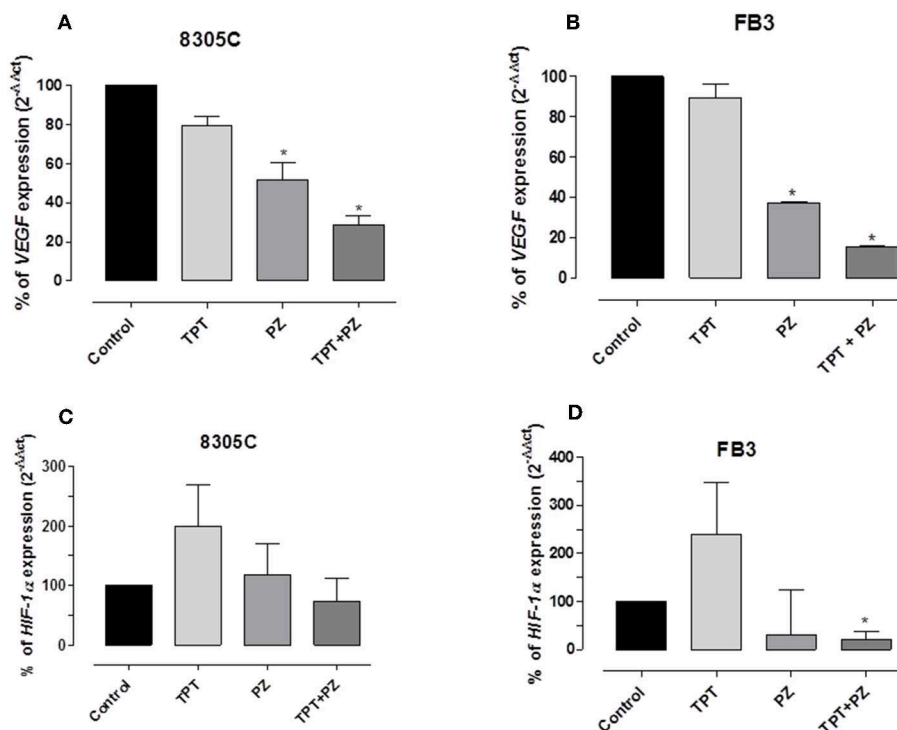 A
8305C
% of VEGF expression (2-ΔΔct)
100
80
60
40
20
0
*
*
Control
TPT
PZ
TPT+PZ
B
FB3
% of VEGF expression (2-ΔΔct)
100
80
60
40
20
0
*
*
Control
TPT
PZ
TPT + PZ
C
8305C
% of HIF-1α expression (2-ΔΔct)
300
200
100
0
Control
TPT
PZ
TPT+PZ
D
FB3
% of HIF-1α expression (2-ΔΔct)
400
300
200
100
0
*
Control
TPT
PZ
TPT+PZ